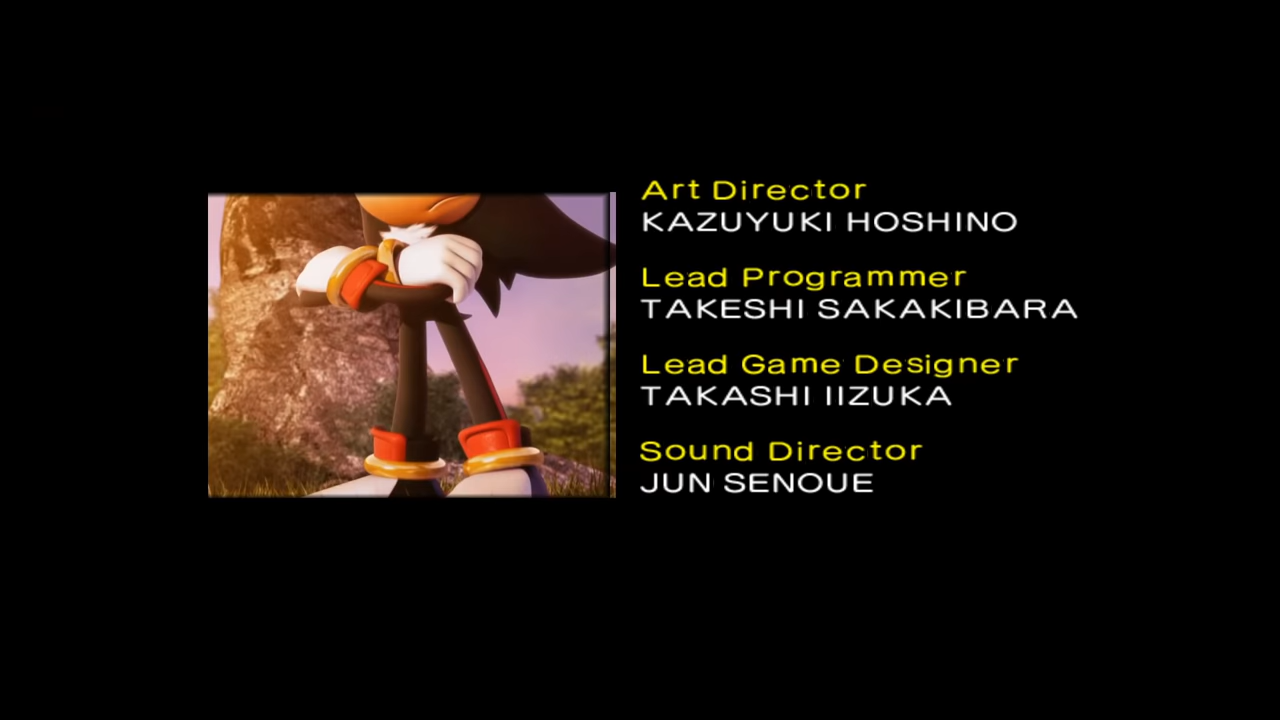 Art Director
KAZUYUKI HOSHINO
Lead Programmer
TAKESHI SAKAKIBARA
Lead Game Designer
TAKASHI IIZUKA
Sound Director
JUN SENOUE